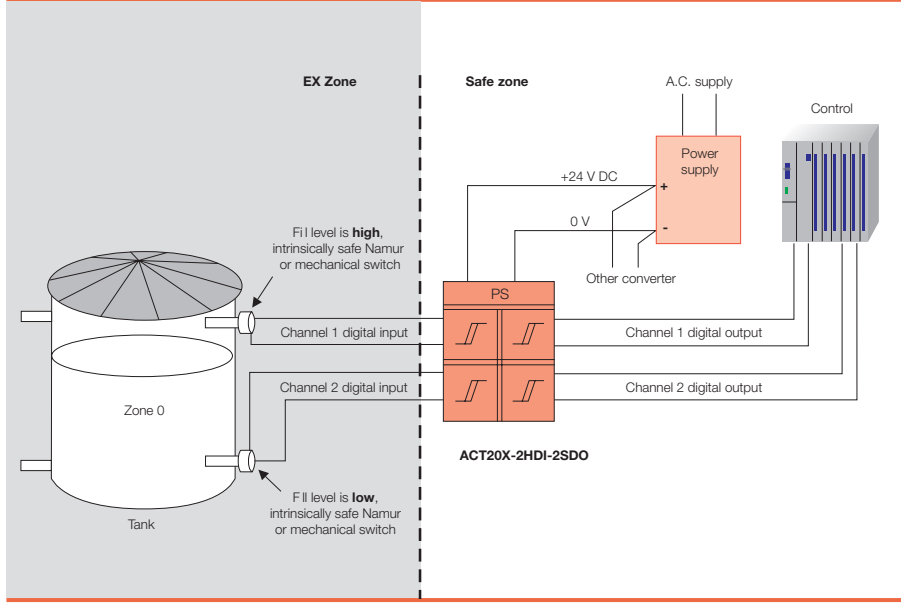 EX Zone
Safe zone
A.C. supply
Control
Power
supply
+24 V DC
+
0 V
-
Fil l level is high,
intrinsically safe Namur
or mechanical switch
Other converter
PS
Channel 1 digital input
Channel 1 digital output
Channel 2 digital input
Channel 2 digital output
Zone 0
ACT20X-2HDI-2SDO
F ill level is low,
intrinsically safe Namur
or mechanical switch
Tank